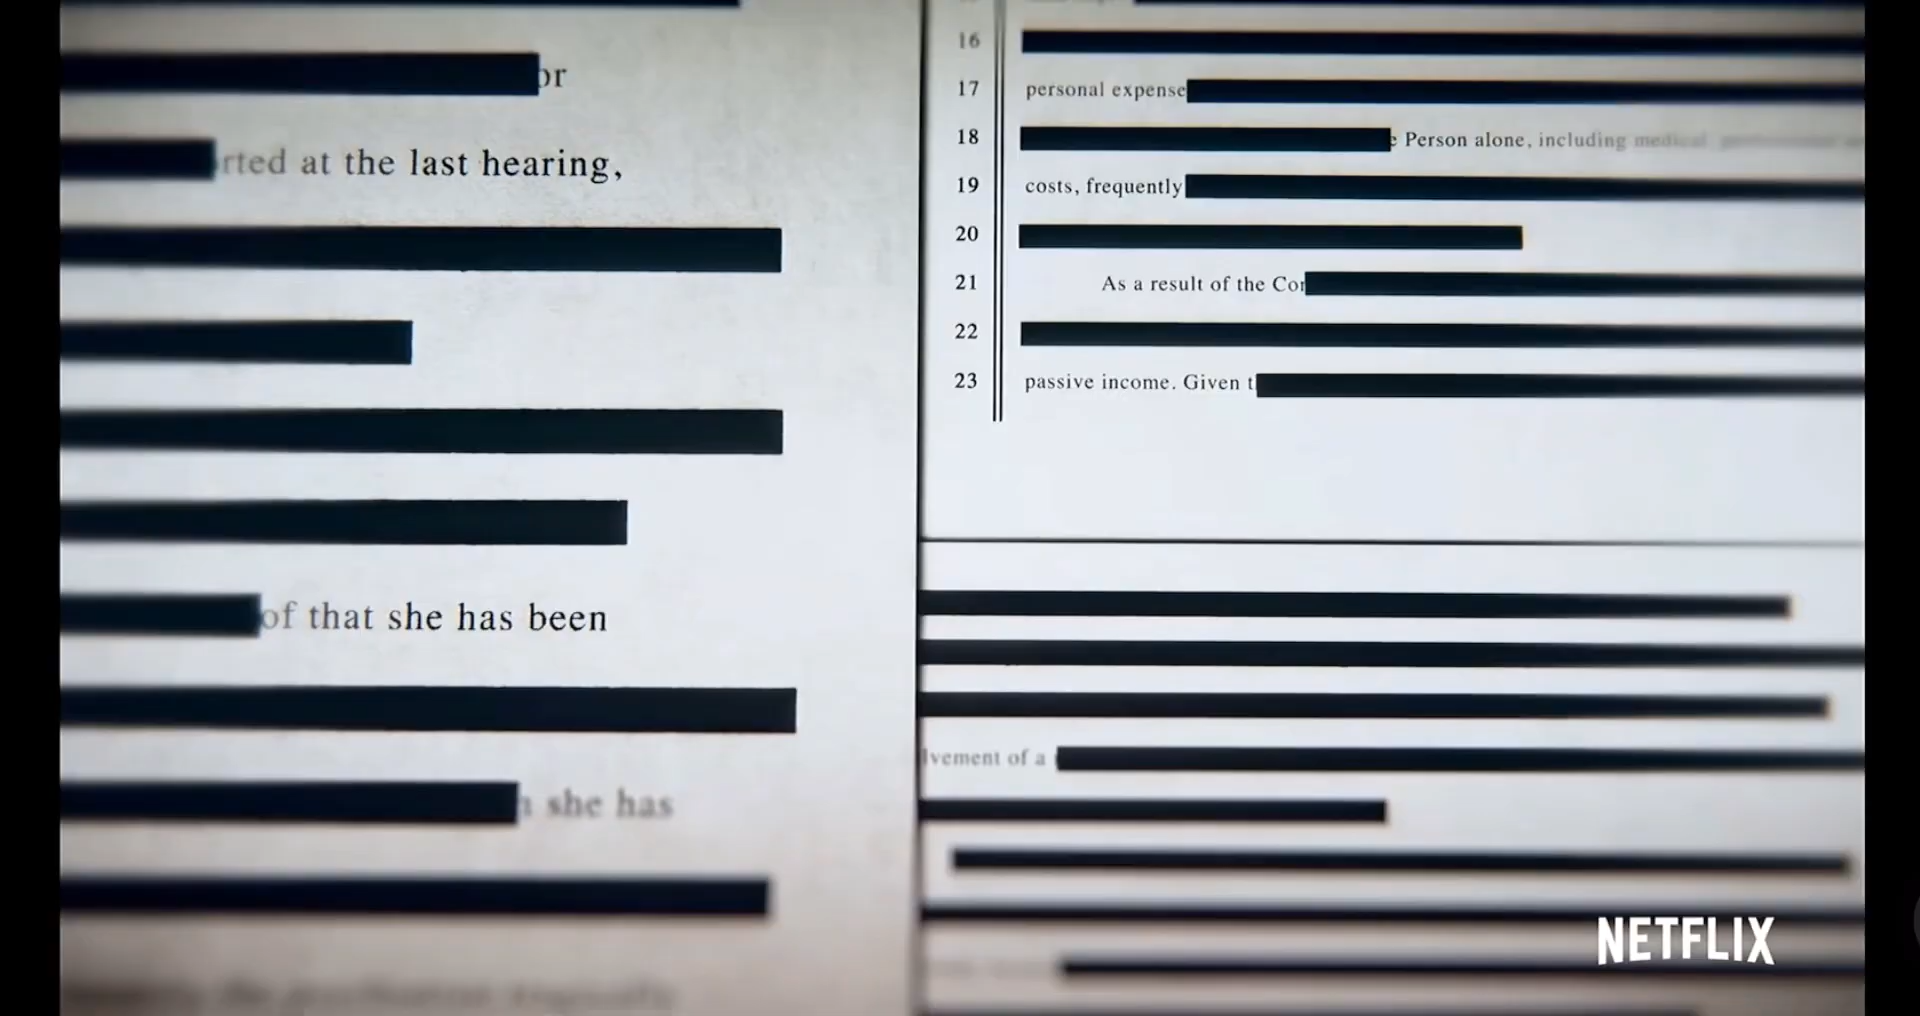 or
rted at the last hearing,
of that she has been
she has
16
17 personal expense
18 e Person alone, including medical,
19 costs, frequently
20
21 As a result of the Cor
22
23 passive income. Given t
lvement of a
NETFLIX